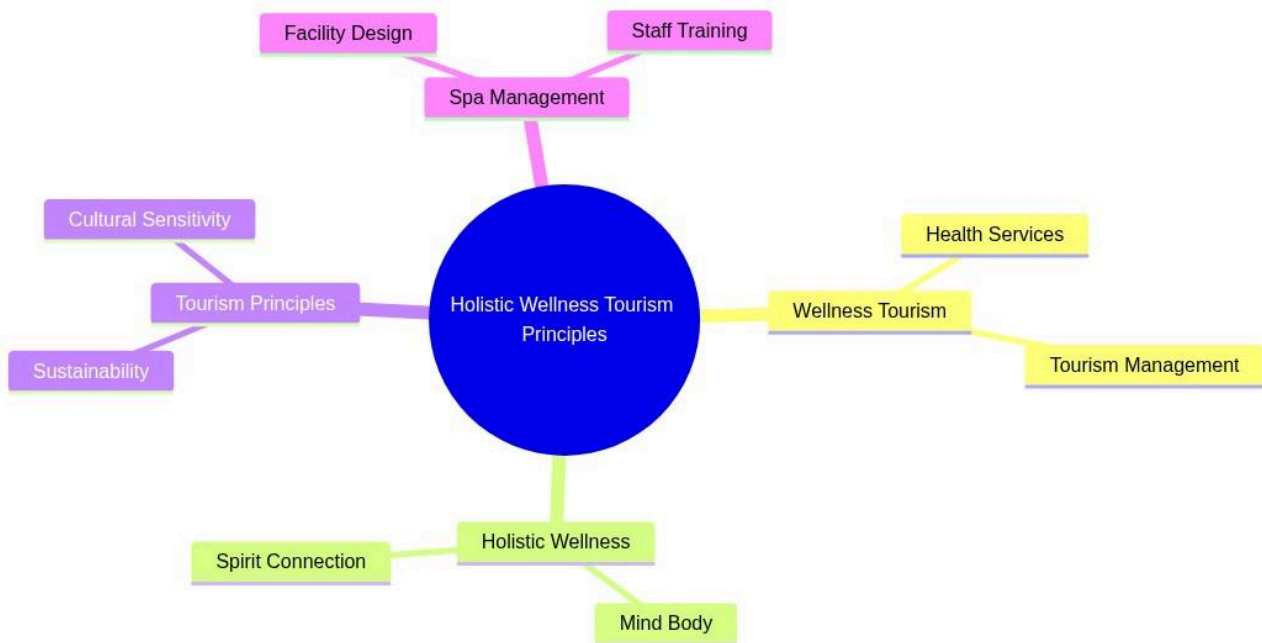 Facility Design
Staff Training
Spa Management
Cultural Sensitivity
Health Services
Tourism Principles
Holistic Wellness Tourism
Principles
Wellness Tourism
Sustainability
Tourism Management
Holistic Wellness
Spirit Connection
Mind Body